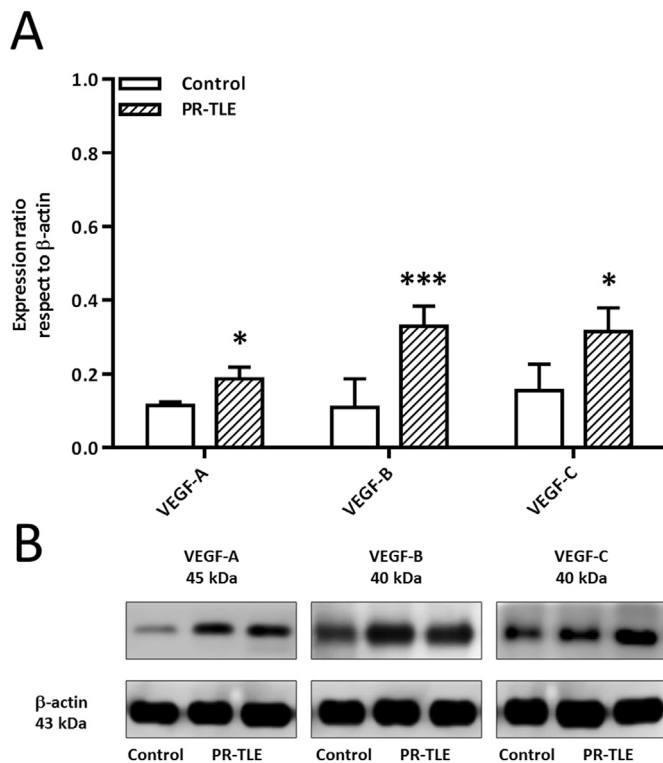 A
Control
PR-TLE
Expression ratio
respect to β-actin
1.0
0.8
0.6
0.4
0.2
0.0
*
***
*
VEGF-A
VEGF-B
VEGF-C
B
VEGF-A
45 kDa
VEGF-B
40 kDa
VEGF-C
40 kDa
β-actin
43 kDa
Control PR-TLE Control PR-TLE Control PR-TLE